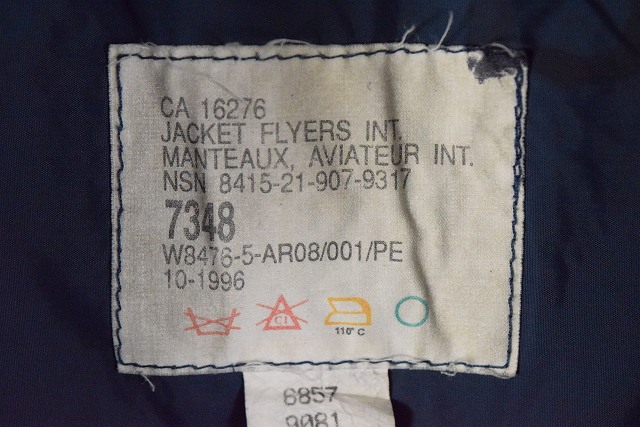 CA 16276
JACKET FLYERS INT.
MANTEAUX, AVIATEUR INT.
NSN 8415-21-907-9317
7348
W8476-5-AR08/001/PE
10-1996
Cl
110° C
6857
9081